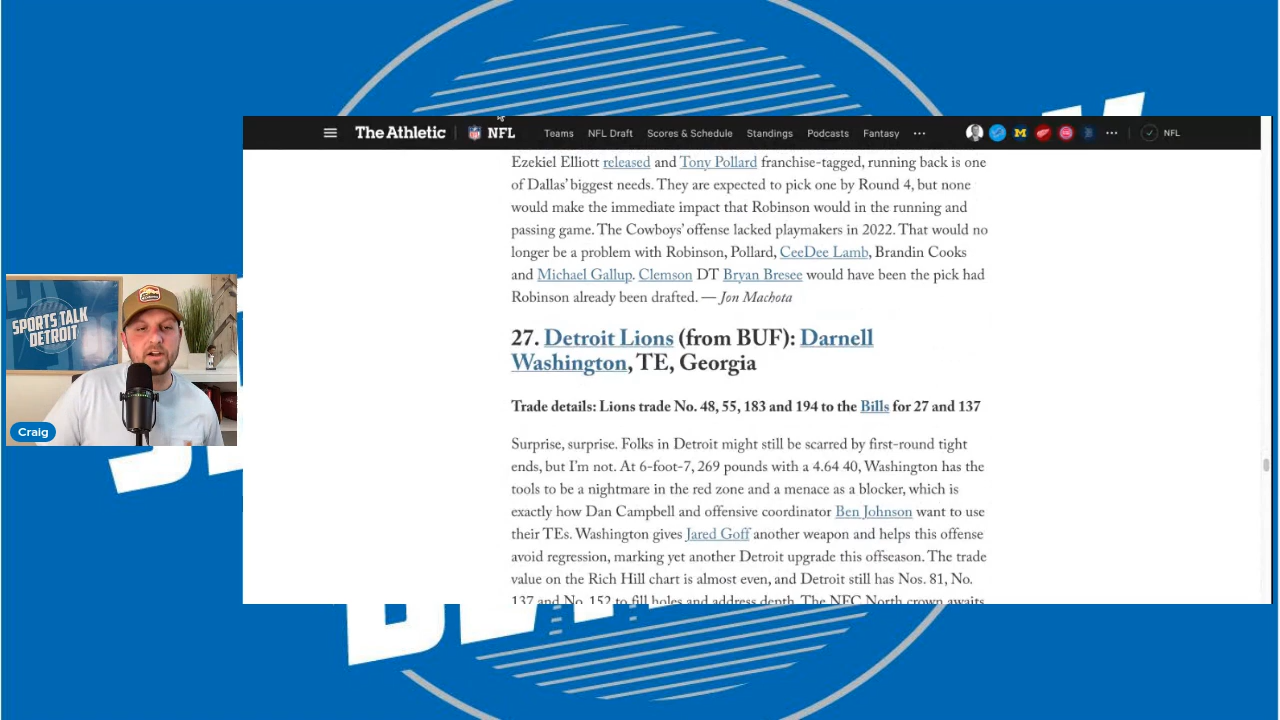 The Athletic NFL Teams NFL Draft Scores & Schedule Standings Podcasts Fantasy ••• M ••• NFL
Ezekiel Elliott released and Tony Pollard franchise-tagged, running back is one
of Dallas' biggest needs. They are expected to pick one by Round 4, but none
would make the immediate impact that Robinson would in the running and
passing game. The Cowboys' offense lacked playmakers in 2022. That would no
longer be a problem with Robinson, Pollard, CeeDee Lamb, Brandin Cooks
and Michael Gallup. Clemson DT Bryan Bresee would have been the pick had
Robinson already been drafted. — Jon Machota
27. Detroit Lions (from BUF): Darnell
Washington, TE, Georgia
Trade details: Lions trade No. 48, 55, 183 and 194 to the Bills for 27 and 137
Surprise, surprise. Folks in Detroit might still be scarred by first-round tight
ends, but I'm not. At 6-foot-7, 269 pounds with a 4.64 40, Washington has the
tools to be a nightmare in the red zone and a menace as a blocker, which is
exactly how Dan Campbell and offensive coordinator Ben Johnson want to use
their TEs. Washington gives Jared Goff another weapon and helps this offense
avoid regression, marking yet another Detroit upgrade this offseason. The trade
value on the Rich Hill chart is almost even, and Detroit still has Nos. 81, No.
137 and No. 152 to fill holes and address depth. The NFC North crown awaits
SPORTS TALK
DETROIT
Craig